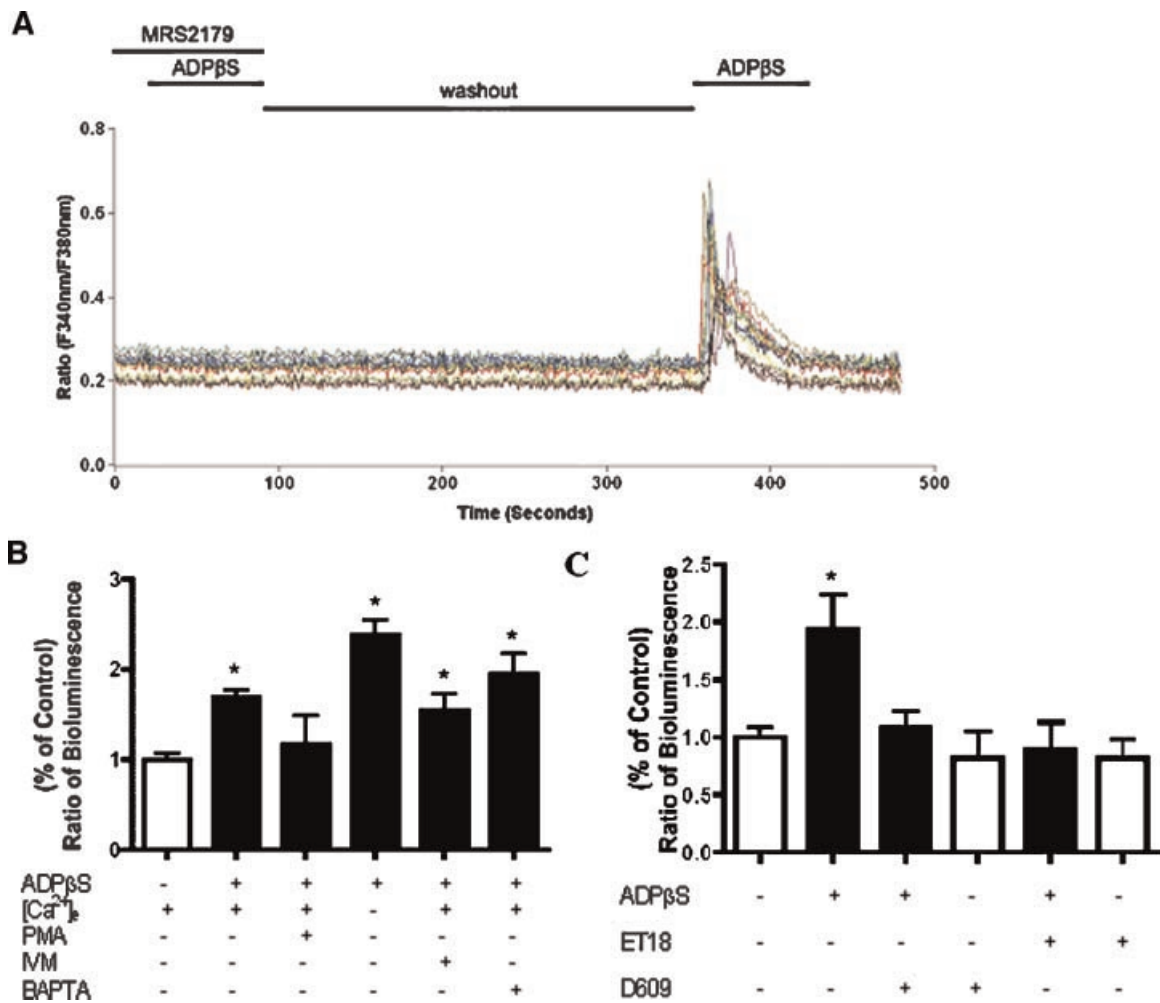 A
MRS2179
ADPβS
ADPβS
washout
Ratio (F340nm/F380nm)
0.8
0.6
0.4
0.2
0.0
0 100 200 300 400 500
Time (Seconds)
B
(% of Control)
Ratio of Bioluminescence
3
2
1
0
* * * *
ADPβS - + + + + +
[Ca²⁺]e + + + - + +
PMA - - + - - -
IVM - - - - + -
BAPTA - - - - - +
C
(% of Control)
Ratio of Bioluminescence
2.5
2.0
1.5
1.0
0.5
0.0
*
ADPβS - + + - + -
ET18 - - - - + +
D609 - - + + - -